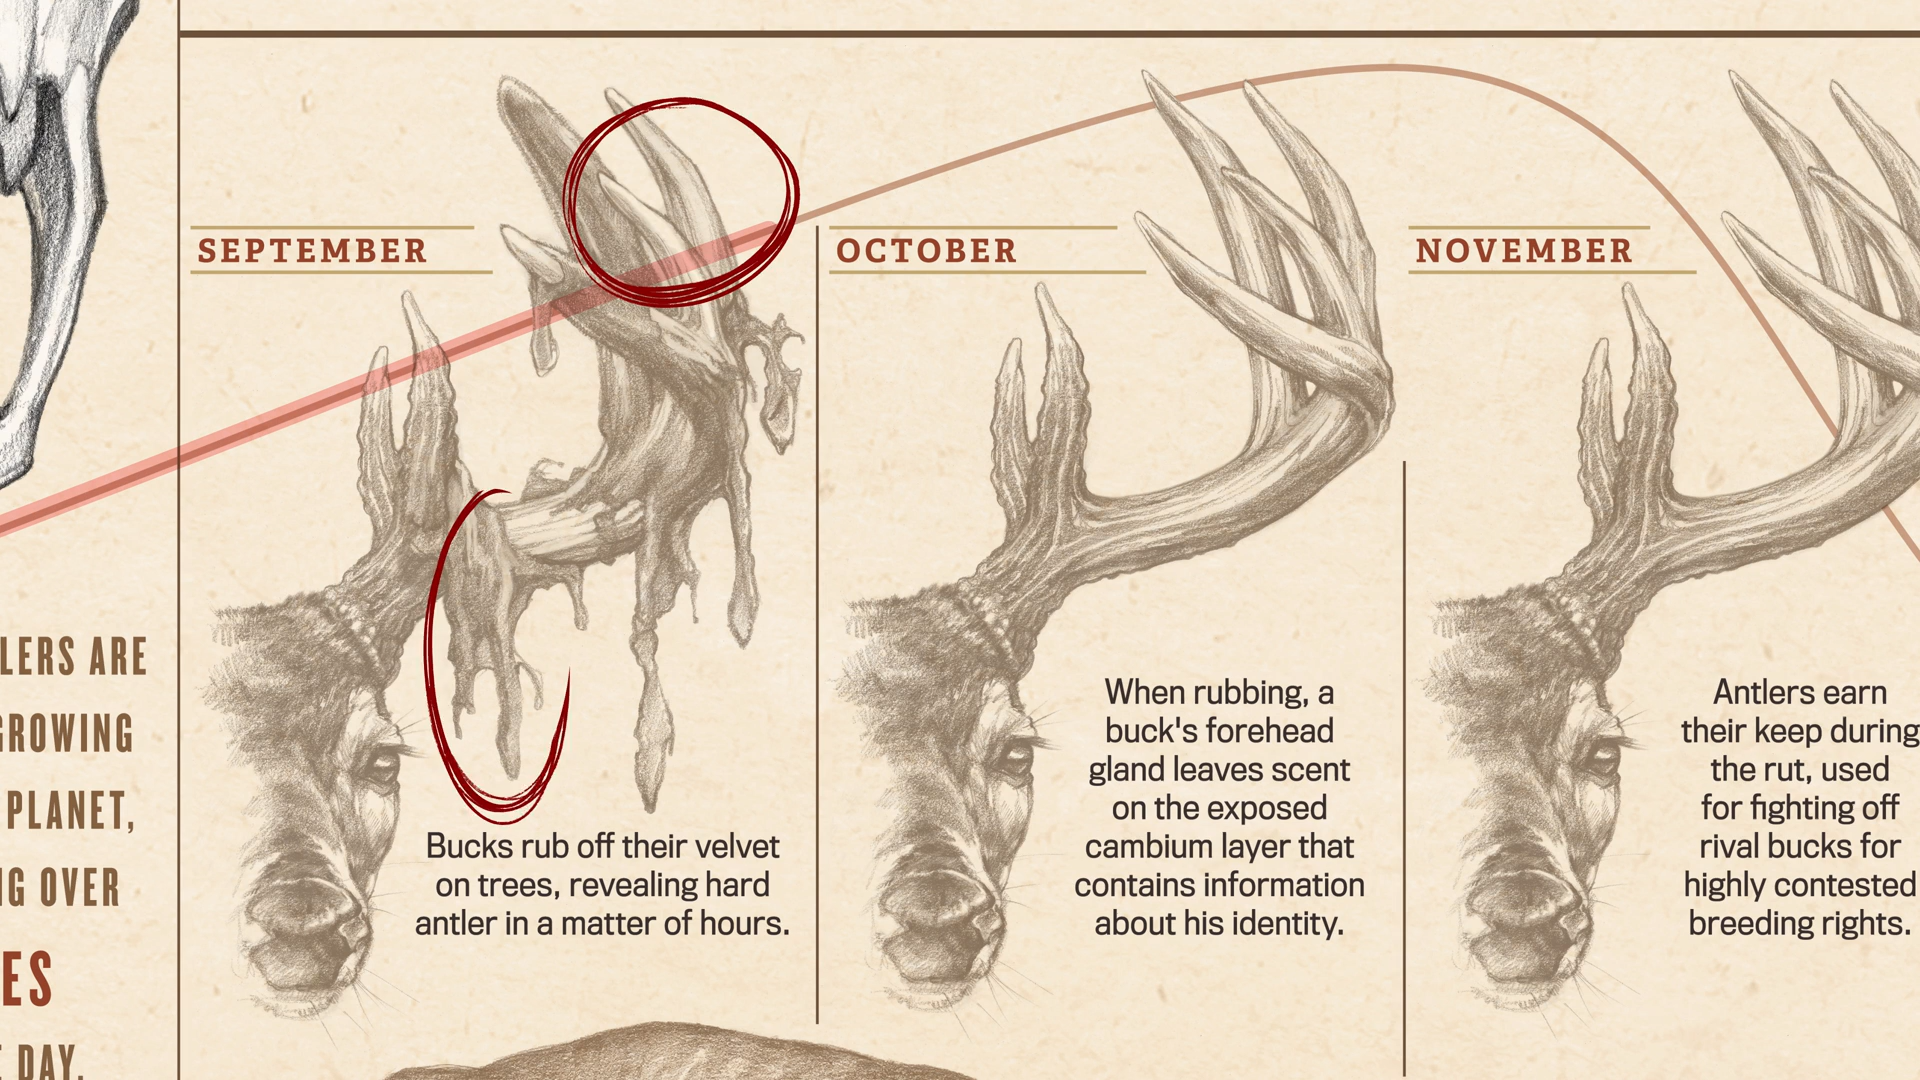 SEPTEMBER
Bucks rub off their velvet
on trees, revealing hard
antler in a matter of hours.
OCTOBER
When rubbing, a
buck's forehead
gland leaves scent
on the exposed
cambium layer that
contains information
about his identity.
NOVEMBER
Antlers earn
their keep during
the rut, used
for fighting off
rival bucks for
highly contested
breeding rights.
ARE
PLANET,
OVER
DAY.